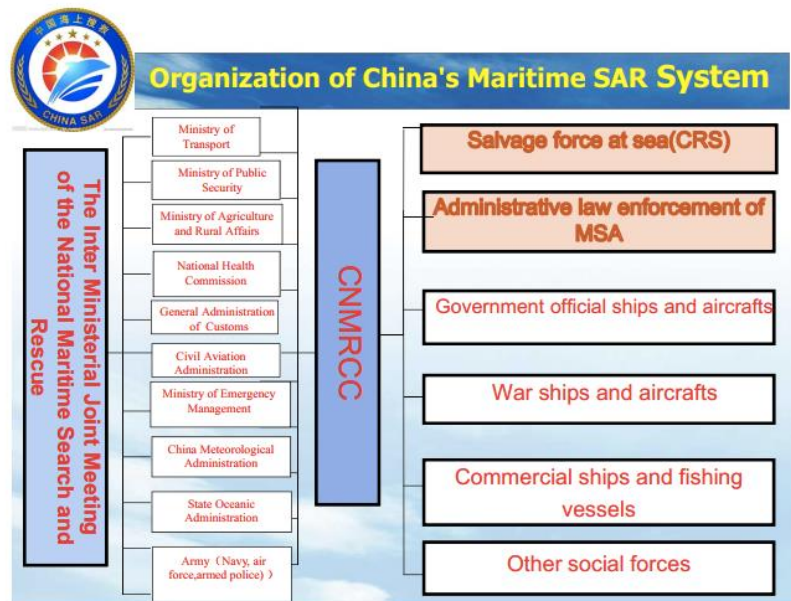 中国海上搜救
CHINA SAR
Organization of China's Maritime SAR System
The Inter Ministerial Joint Meeting
of the National Maritime Search and
Rescue
Ministry of
Transport
Ministry of Public
Security
Ministry of Agriculture
and Rural Affairs
National Health
Commission
General Administration
of Customs
Civil Aviation
Administration
Ministry of Emergency
Management
China Meteorological
Administration
State Oceanic
Administration
Army（Navy, air
force,armed police)）
CNMRCC
Salvage force at sea(CRS)
Administrative law enforcement of
MSA
Government official ships and aircrafts
War ships and aircrafts
Commercial ships and fishing
vessels
Other social forces